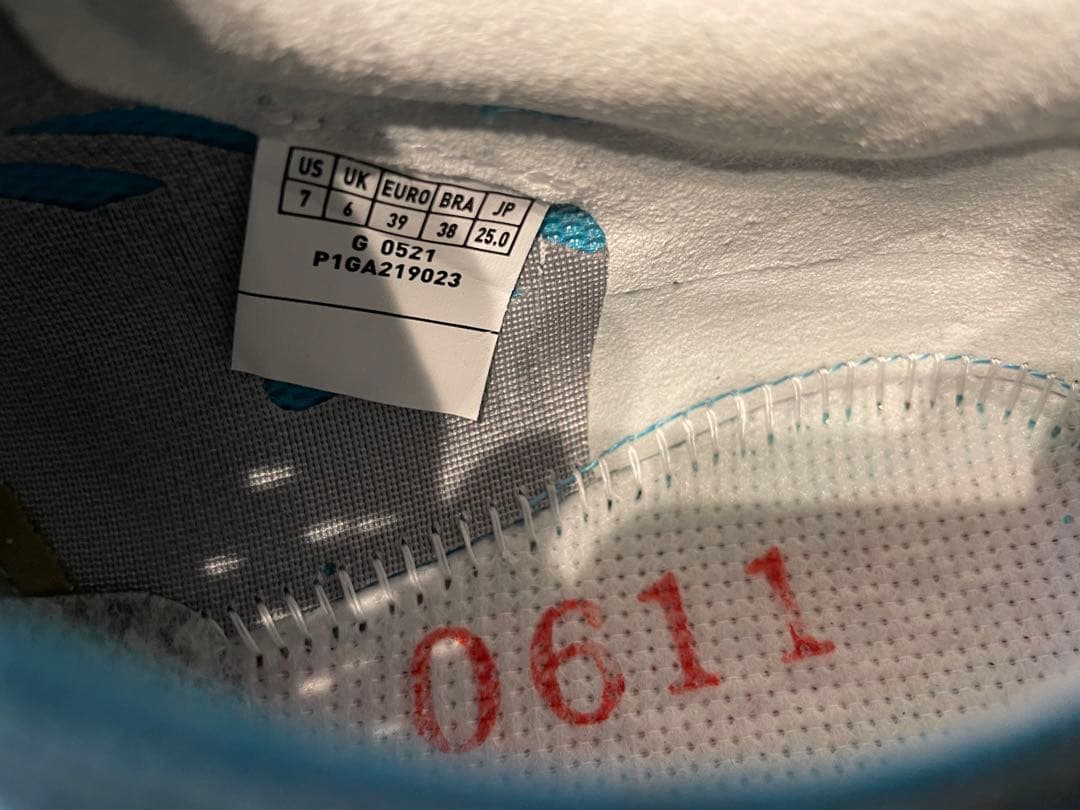 US UK EURO BRA JP
7 6 39 38 25.0
G 0521
P1GA219023
0611